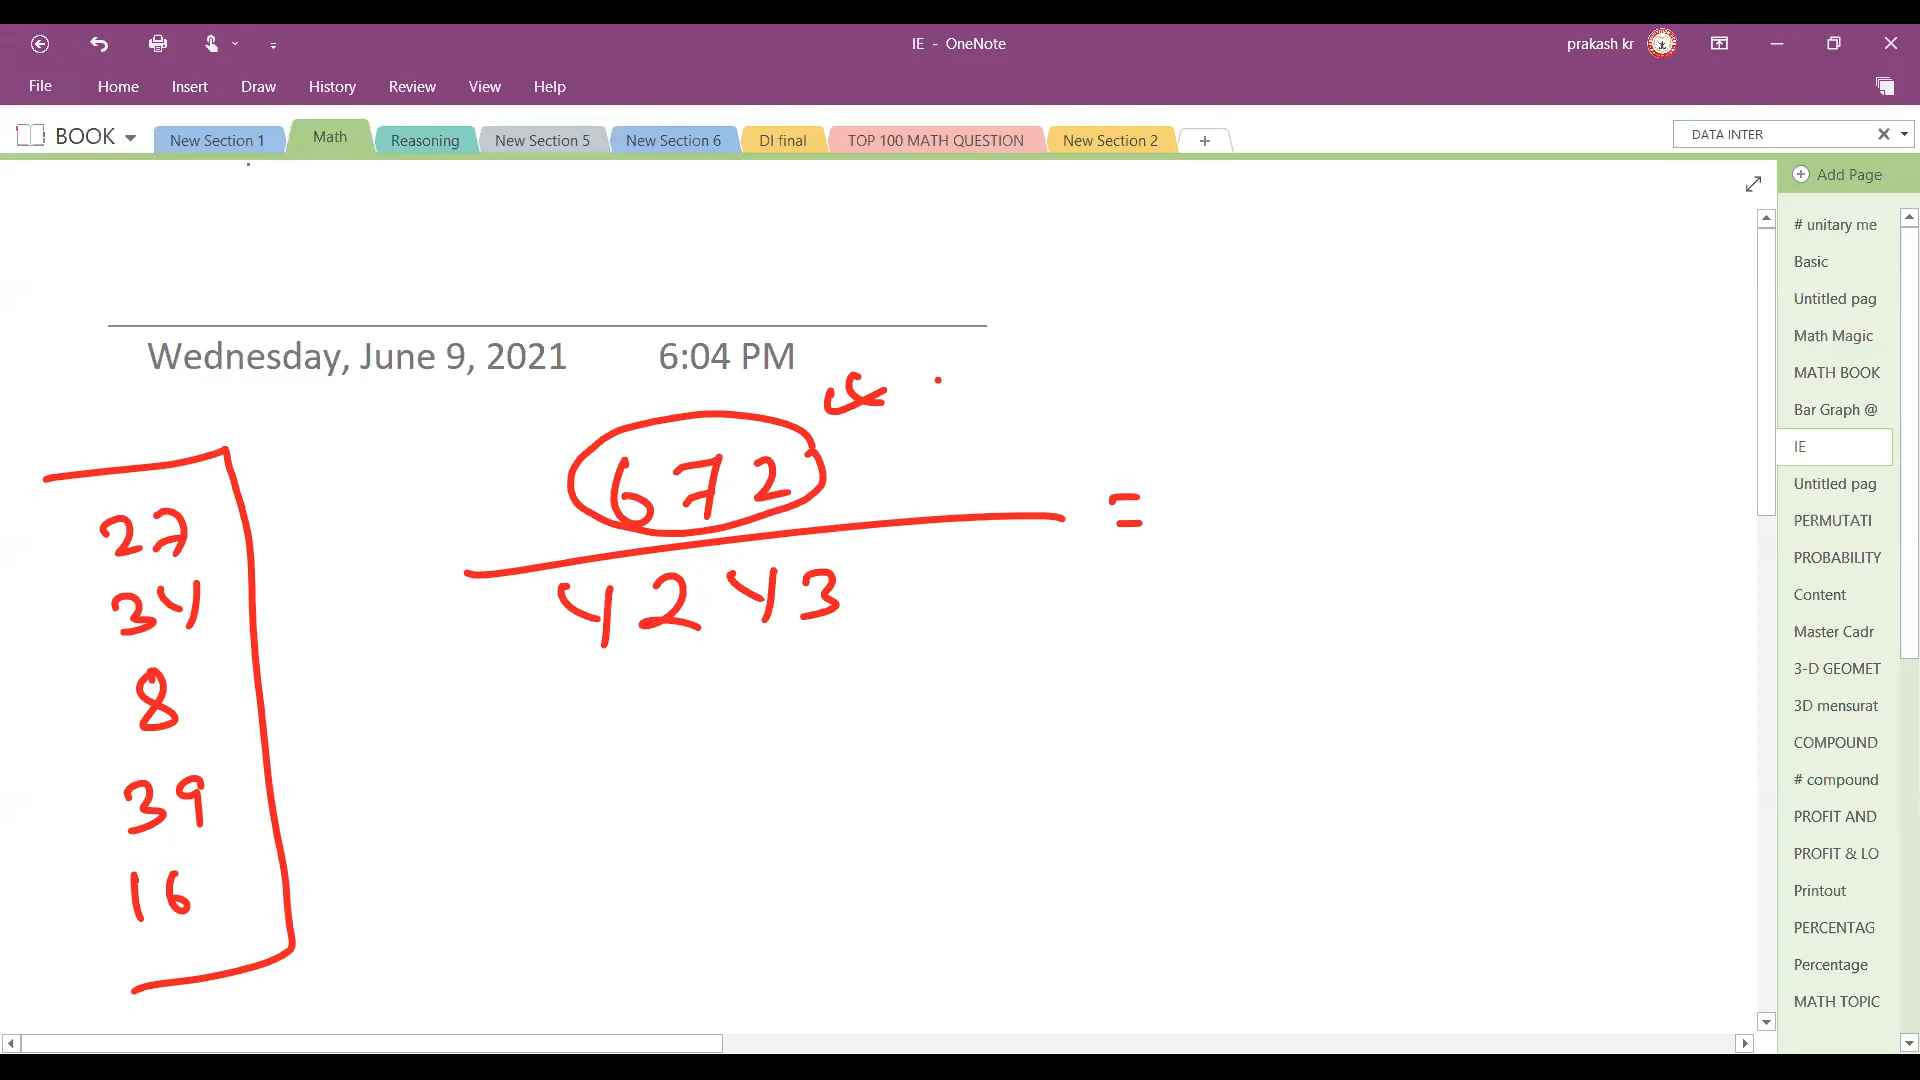 IE - OneNote
prakash kr
File Home Insert Draw History Review View Help
BOOK New Section 1 Math Reasoning New Section 5 New Section 6 DI final TOP 100 MATH QUESTION New Section 2 +
DATA INTER
Add Page
# unitary me
Basic
Untitled pag
Math Magic
MATH BOOK
Bar Graph @
IE
Untitled pag
PERMUTATI
PROBABILITY
Content
Master Cadr
3-D GEOMET
3D mensurat
COMPOUND
# compound
PROFIT AND
PROFIT & LO
Printout
PERCENTAG
Percentage
MATH TOPIC
Wednesday, June 9, 2021 6:04 PM
27
34
8
39
16
672
=
4243